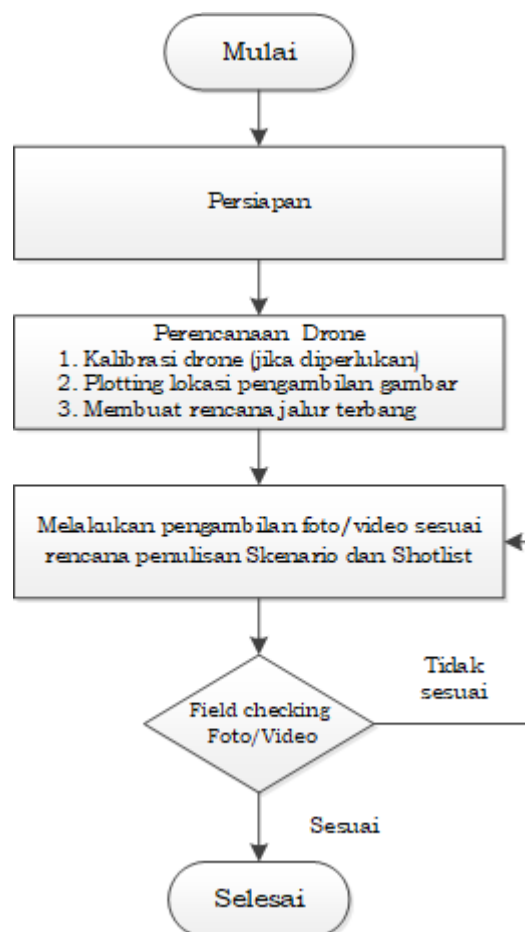 Mulai
Persiapan
Perencanaan Drone
1. Kalibrasi drone (jika diperlukan)
2. Plotting lokasi pengambilan gambar
3. Membuat rencana jalur terbang
Melakukan pengambilan foto/video sesuai
rencana penulisan Skenario dan Shotlist
Field checking
Foto/Video
Tidak
sesuai
Sesuai
Selesai